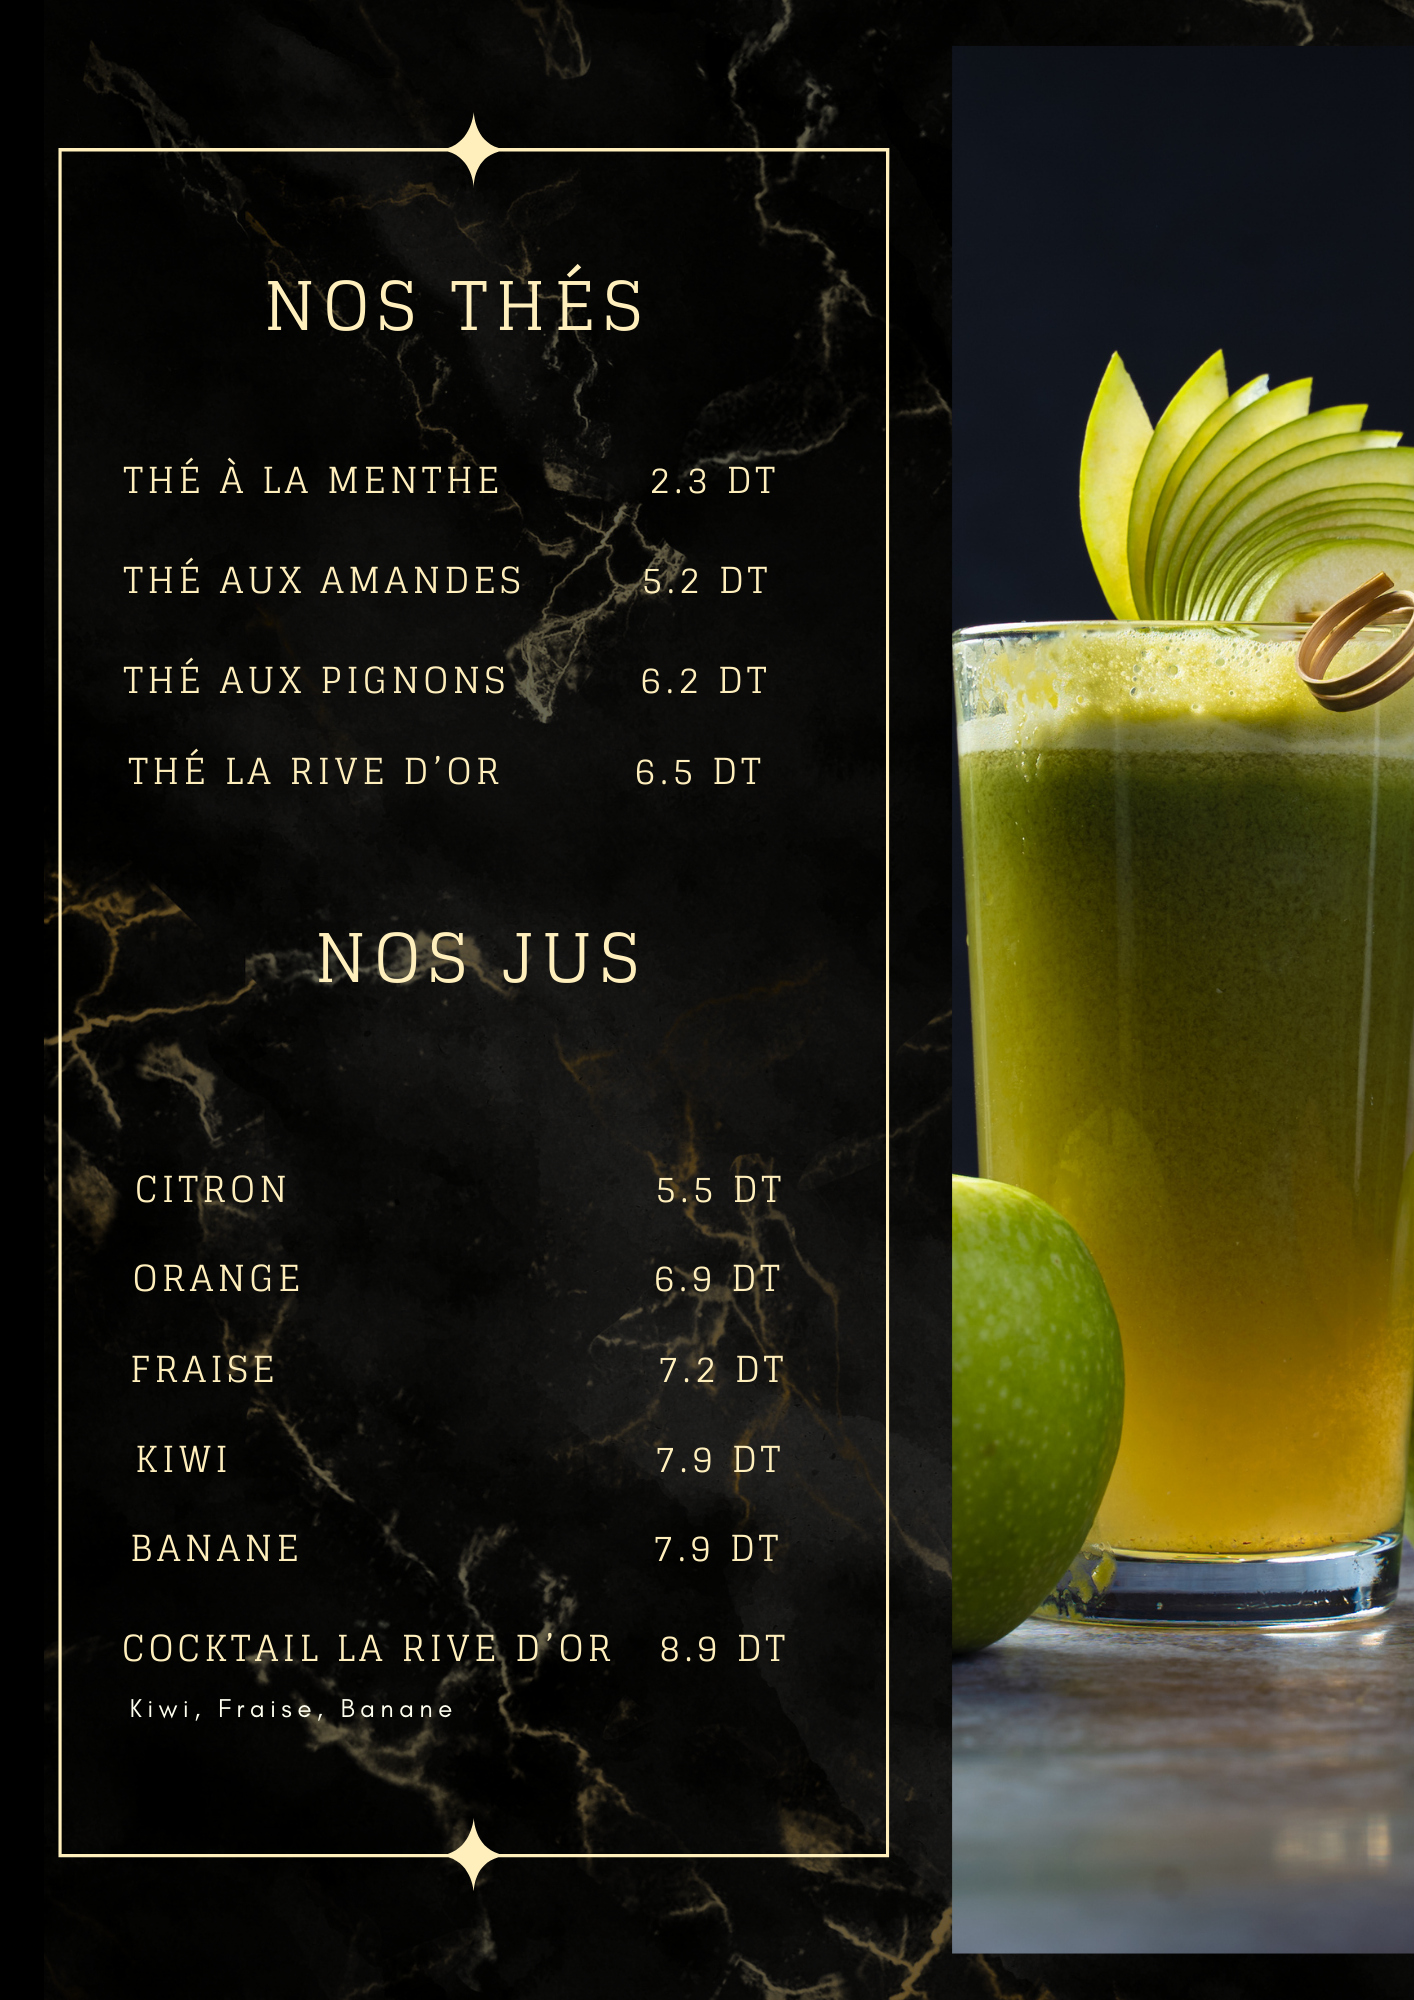 NOS THÉS
THÉ À LA MENTHE 2.3 DT
THÉ AUX AMANDES 5.2 DT
THÉ AUX PIGNONS 6.2 DT
THÉ LA RIVE D’OR 6.5 DT
NOS JUS
CITRON 5.5 DT
ORANGE 6.9 DT
FRAISE 7.2 DT
KIWI 7.9 DT
BANANE 7.9 DT
COCKTAIL LA RIVE D’OR 8.9 DT
Kiwi, Fraise, Banane